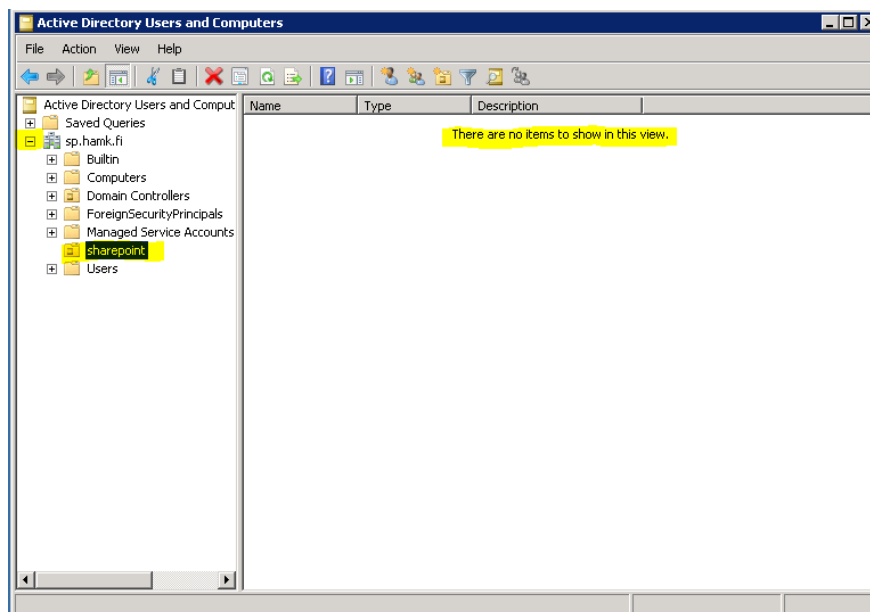 Active Directory Users and Computers
File Action View Help
Active Directory Users and Comput
Name Type Description
Saved Queries
There are no items to show in this view.
sp.hamk.fi
Builtin
Computers
Domain Controllers
ForeignSecurityPrincipals
Managed Service Accounts
sharepoint
Users